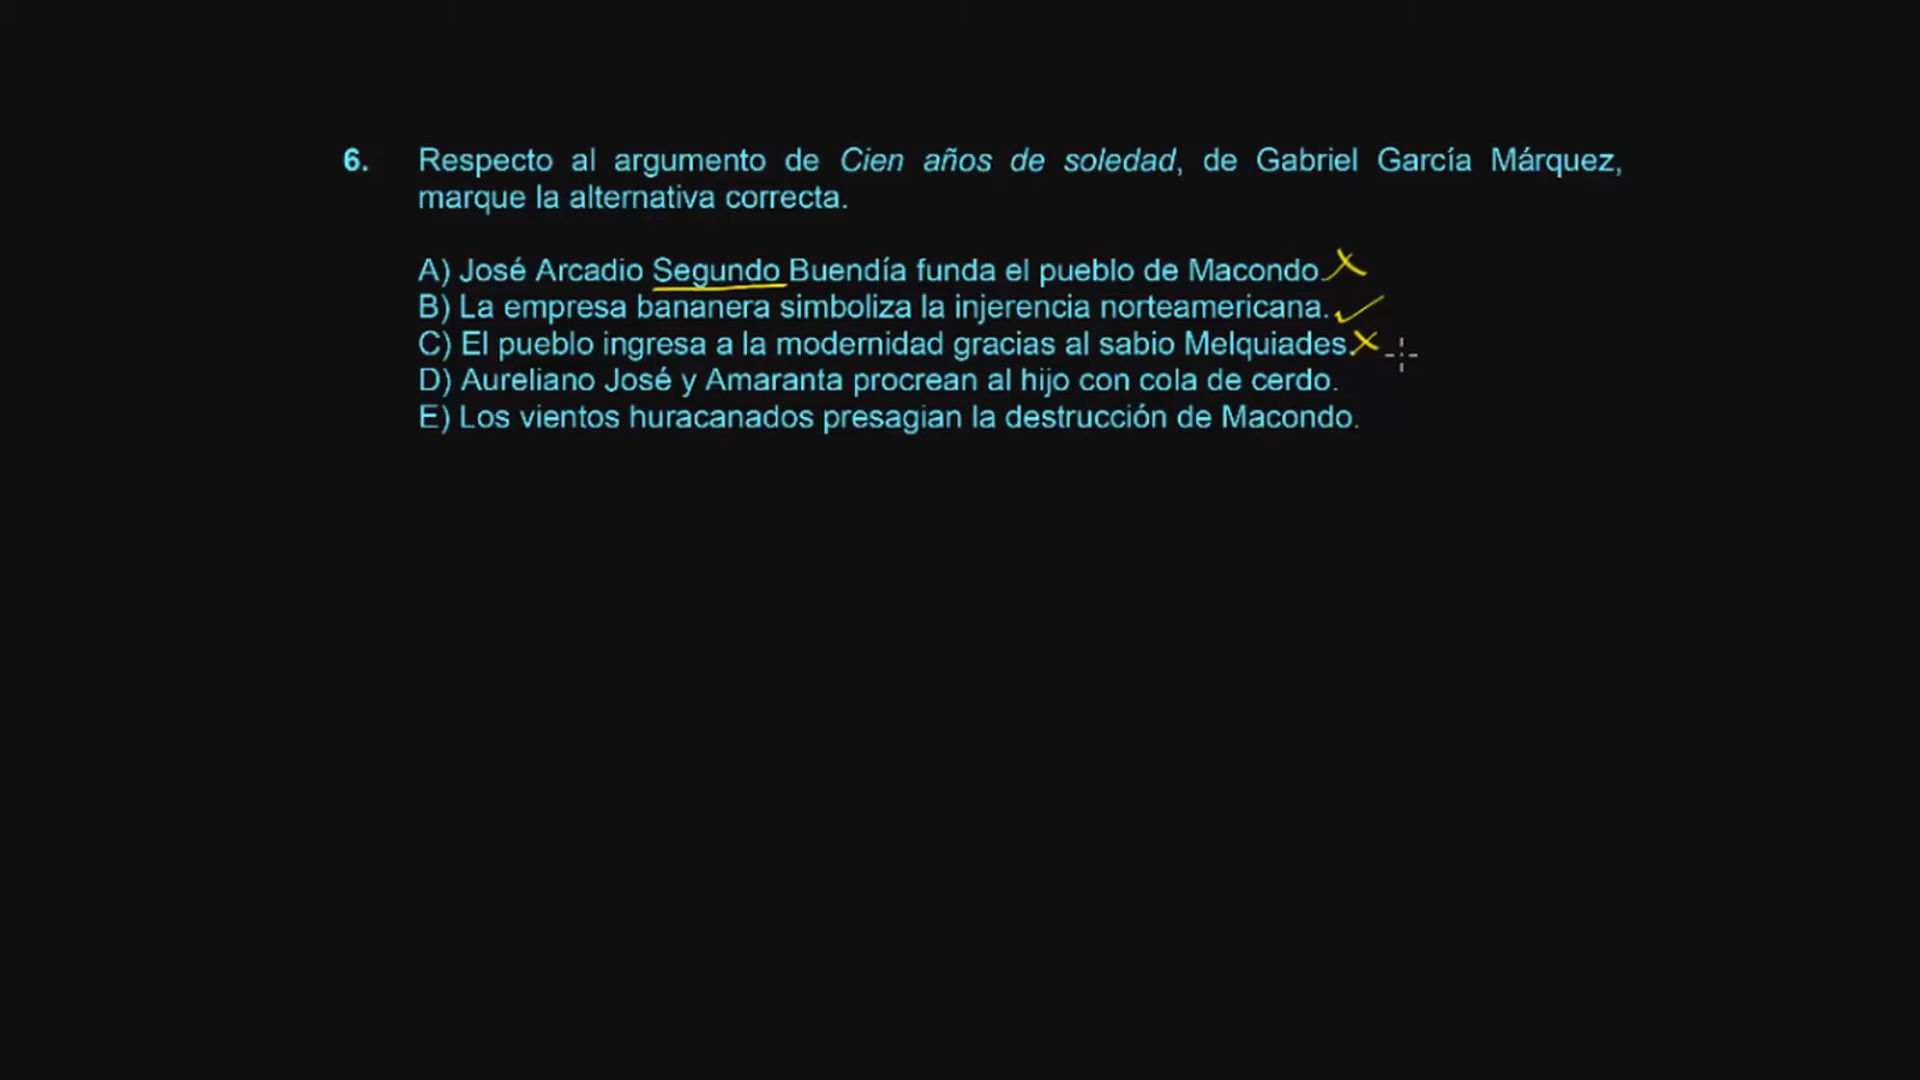 6. Respecto al argumento de Cien años de soledad, de Gabriel García Márquez,
marque la alternativa correcta.
A) José Arcadio Segundo Buendía funda el pueblo de Macondo.
B) La empresa bananera simboliza la injerencia norteamericana.
C) El pueblo ingresa a la modernidad gracias al sabio Melquiades.
D) Aureliano José y Amaranta procrean al hijo con cola de cerdo.
E) Los vientos huracanados presagian la destrucción de Macondo.